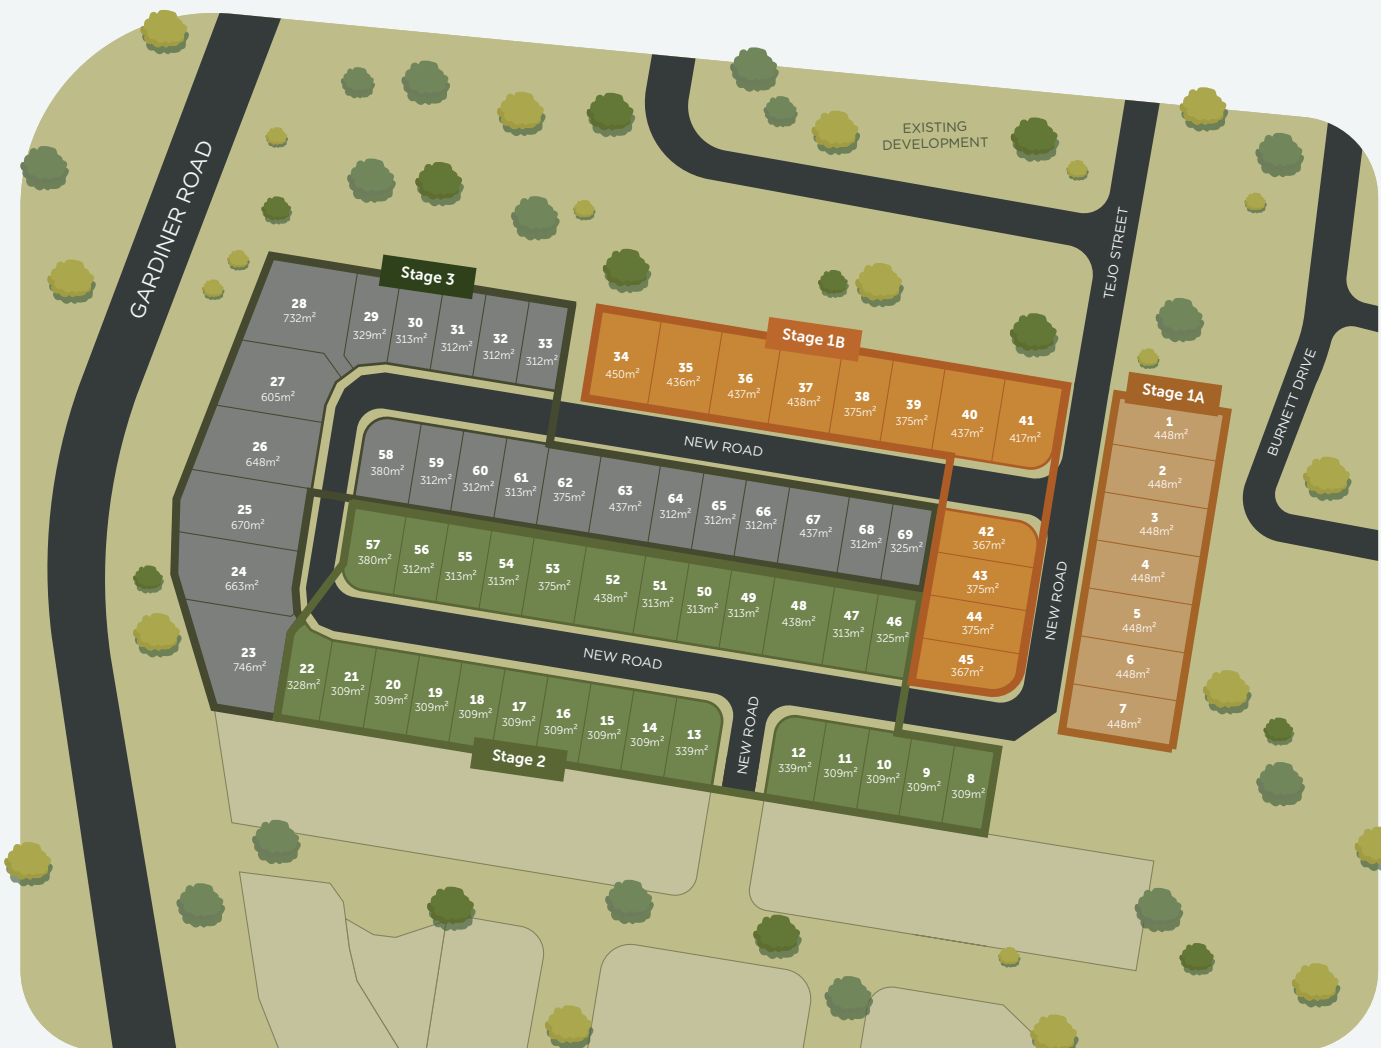 EXISTING
DEVELOPMENT
GARDINER ROAD
TEJO STREET
BURNETT DRIVE
Stage 3
28
732m²
29
329m²
30
313m²
31
312m²
32
312m²
33
312m²
27
605m²
26
648m²
25
670m²
24
663m²
23
746m²
Stage 1B
34
450m²
35
436m²
36
437m²
37
438m²
38
375m²
39
375m²
40
437m²
41
417m²
Stage 1A
1
448m²
2
448m²
3
448m²
4
448m²
5
448m²
6
448m²
7
448m²
NEW ROAD
58
380m²
59
312m²
60
312m²
61
313m²
62
375m²
63
437m²
64
312m²
65
312m²
66
312m²
67
437m²
68
312m²
69
325m²
42
367m²
43
375m²
44
375m²
45
367m²
NEW ROAD
57
380m²
56
312m²
55
313m²
54
313m²
53
375m²
52
438m²
51
313m²
50
313m²
49
313m²
48
438m²
47
313m²
46
325m²
NEW ROAD
22
328m²
21
309m²
20
309m²
19
309m²
18
309m²
17
309m²
16
309m²
15
309m²
14
309m²
13
339m²
NEW ROAD
12
339m²
11
309m²
10
309m²
9
309m²
8
309m²
Stage 2